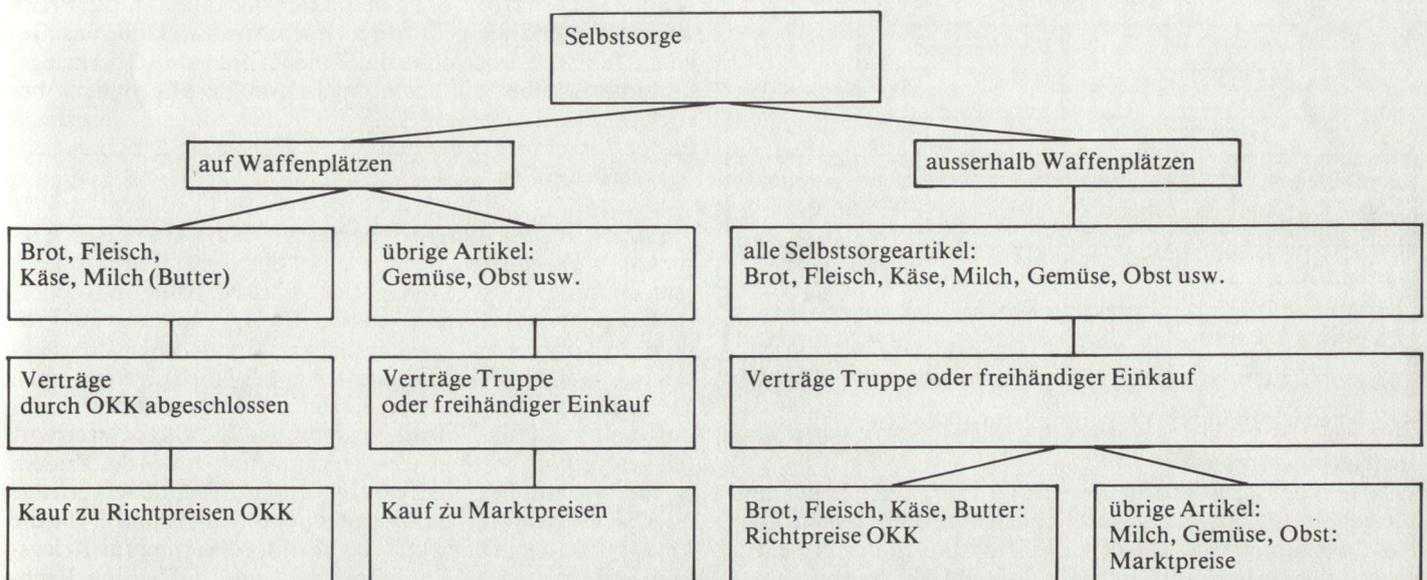 Selbstsorge
auf Waffenplätzen
ausserhalb Waffenplätzen
Brot, Fleisch,
Käse, Milch (Butter)
übrige Artikel:
Gemüse, Obst usw.
alle Selbstsorgeartikel:
Brot, Fleisch, Käse, Milch, Gemüse, Obst usw.
Verträge
durch OKK abgeschlossen
Verträge Truppe
oder freihändiger Einkauf
Verträge Truppe oder freihändiger Einkauf
Kauf zu Richtpreisen OKK
Kauf zu Marktpreisen
Brot, Fleisch, Käse, Butter:
Richtpreise OKK
übrige Artikel:
Milch, Gemüse, Obst:
Marktpreise